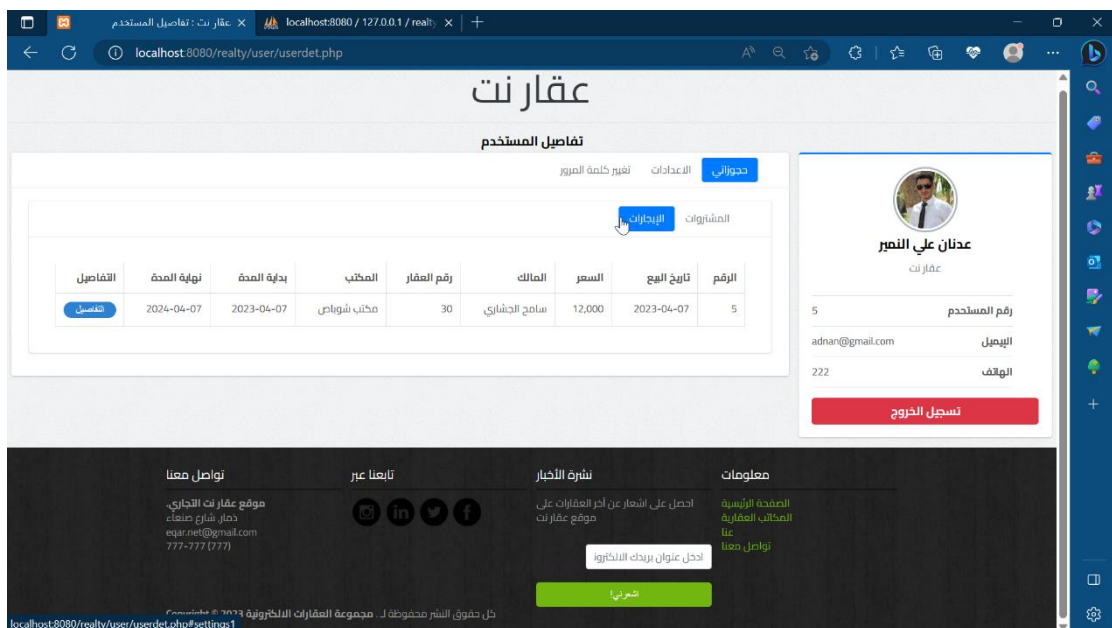 عقار نت : تفاصيل المستخدم
localhost:8080 / 127.0.0.1 / realty
localhost:8080/realty/user/userdet.php
عقار نت
تفاصيل المستخدم
حجوزاتي الاعدادات تغيير كلمة المرور
المشتروات الإيجارات
الرقم تاريخ البيع السعر المالك رقم العقار المكتب بداية المدة نهاية المدة التفاصيل
5 2023-04-07 12,000 سامح الجشاري 30 مكتب شوباص 2023-04-07 2024-04-07 التفاصيل
عدنان علي النمير
عقار نت
رقم المستخدم 5
الإيميل adnan@gmail.com
الهاتف 222
تسجيل الخروج
معلومات
الصفحة الرئيسية
المكاتب العقارية
عنا
تواصل معنا
نشرة الأخبار
احصل على اشعار عن أخر العقارات على
موقع عقار نت
ادخل عنوان بريدك الالكترونـ
اشعرني!
تابعنا عبر
تواصل معنا
موقع عقار نت التجاري.
ذمار, شارع صنعاء
eqar.net@gmail.com
777-777 (777)
كل حقوق النشر محفوظة لـ . مجموعة العقارات الالكترونية 2023 © Copyright
localhost:8080/realty/user/userdet.php#settings1